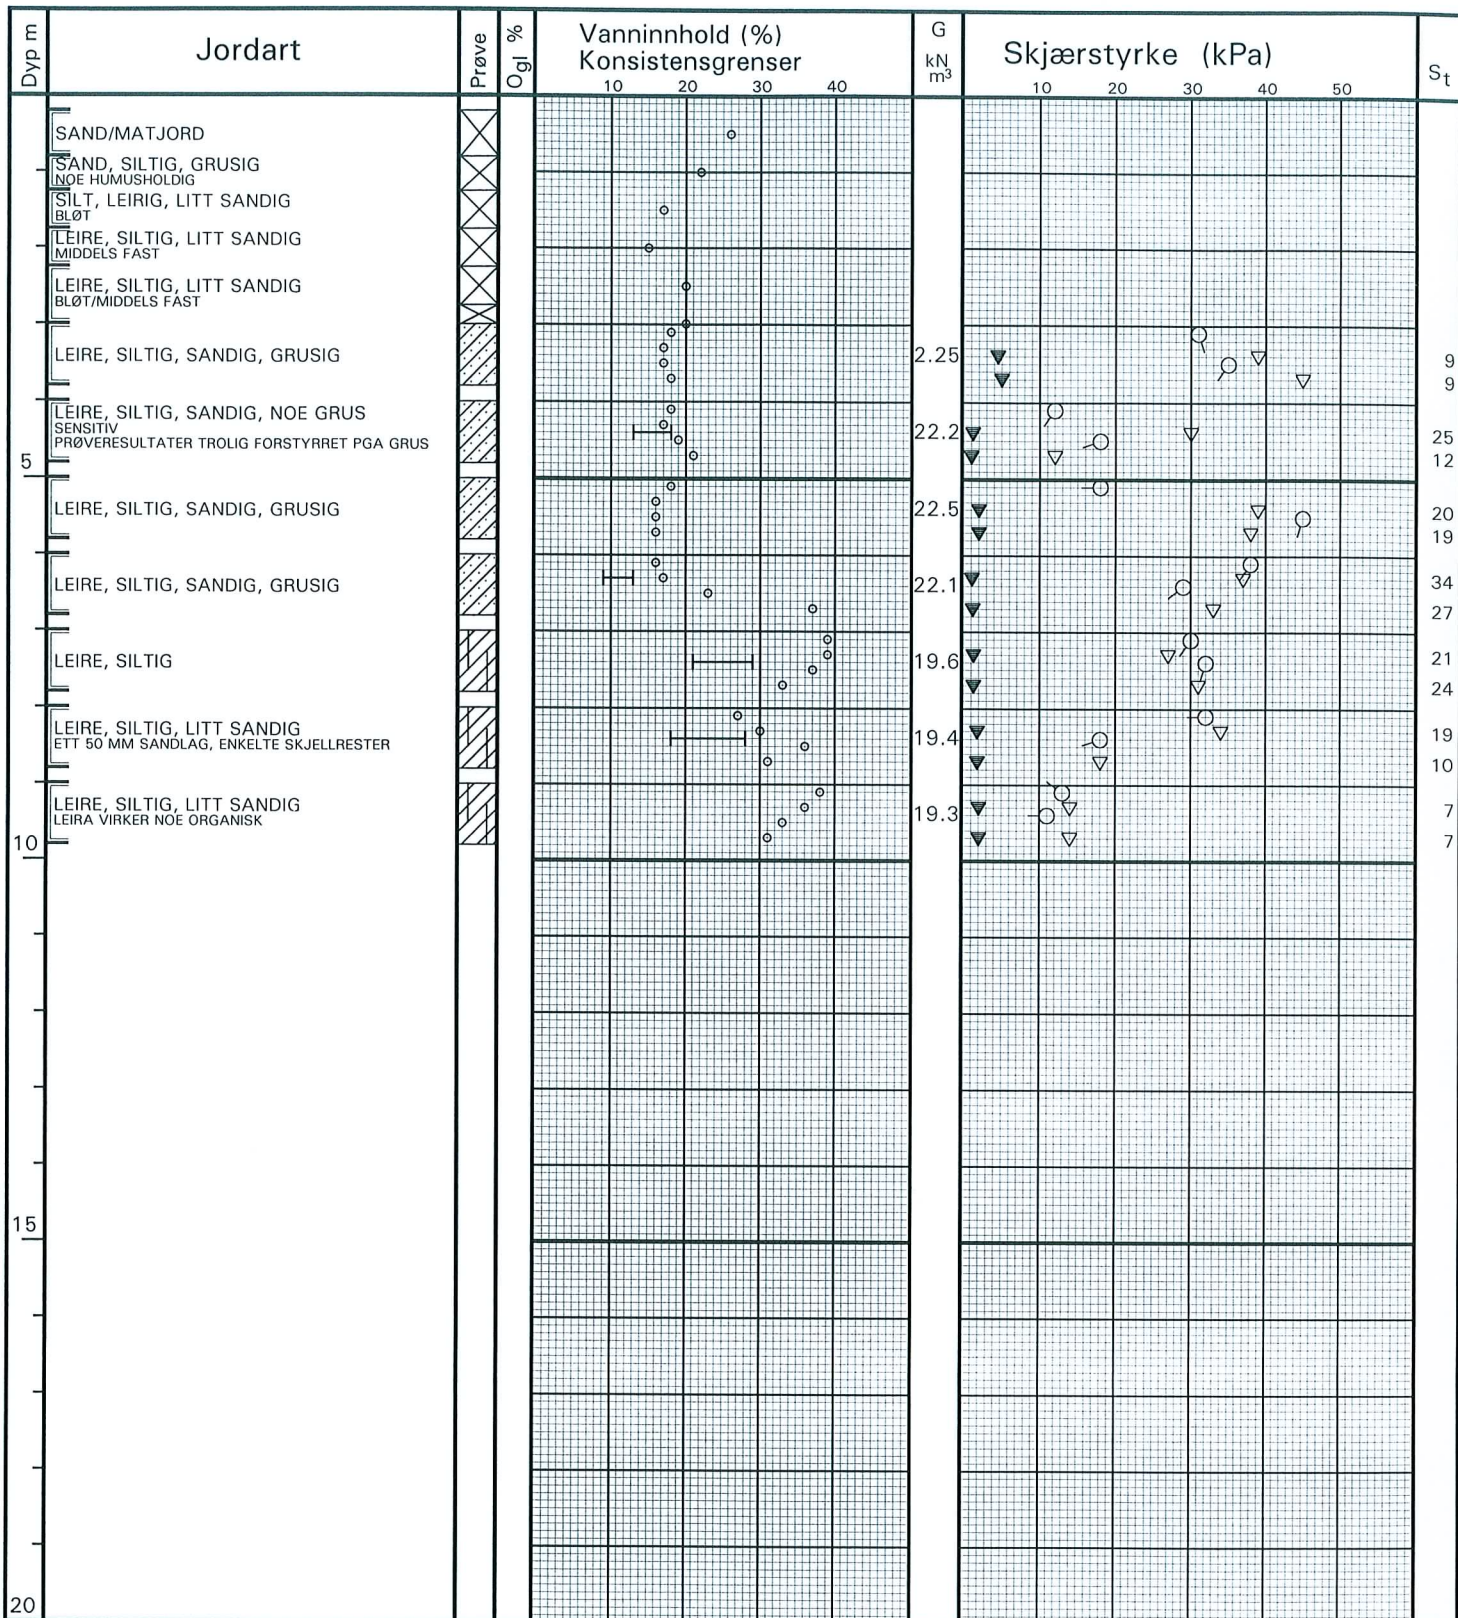 Dyp m
Jordart
Prøve
Ogl %
Vanninnhold (%)
Konsistensgrenser
10 20 30 40
G
kN
m³
Skjærstyrke (kPa)
10 20 30 40 50
St
SAND/MATJORD
SAND, SILTIG, GRUSIG
NOE HUMUSHOLDIG
SILT, LEIRIG, LITT SANDIG
BLØT
LEIRE, SILTIG, LITT SANDIG
MIDDELS FAST
LEIRE, SILTIG, LITT SANDIG
BLØT/MIDDELS FAST
LEIRE, SILTIG, SANDIG, GRUSIG
2.25
9
9
LEIRE, SILTIG, SANDIG, NOE GRUS
SENSITIV
PRØVERESULTATER TROLIG FORSTYRRET PGA GRUS
22.2
25
12
5
LEIRE, SILTIG, SANDIG, GRUSIG
22.5
20
19
LEIRE, SILTIG, SANDIG, GRUSIG
22.1
34
27
LEIRE, SILTIG
19.6
21
24
LEIRE, SILTIG, LITT SANDIG
ETT 50 MM SANDLAG, ENKELTE SKJELLRESTER
19.4
19
10
LEIRE, SILTIG, LITT SANDIG
LEIRA VIRKER NOE ORGANISK
19.3
7
7
10
15
20